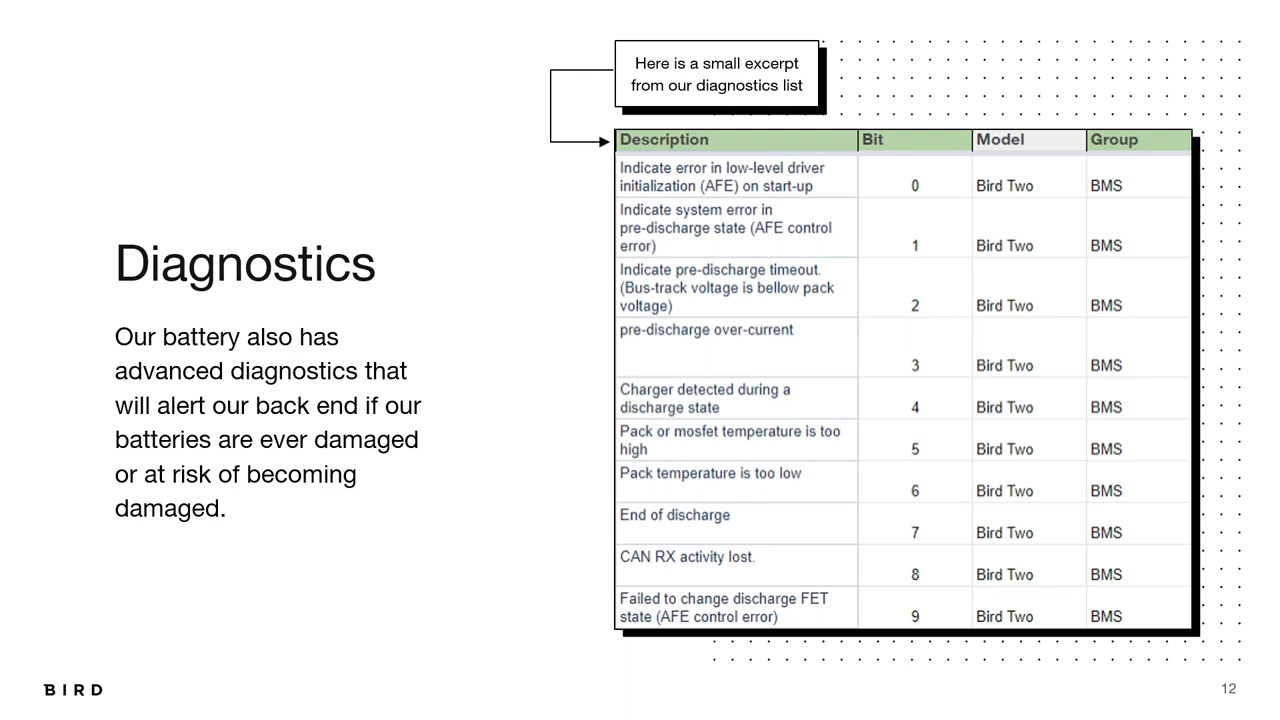 Here is a small excerpt
from our diagnostics list
Diagnostics
Our battery also has
advanced diagnostics that
will alert our back end if our
batteries are ever damaged
or at risk of becoming
damaged.
Description Bit Model Group
Indicate error in low-level driver
initialization (AFE) on start-up 0 Bird Two BMS
Indicate system error in
pre-discharge state (AFE control
error) 1 Bird Two BMS
Indicate pre-discharge timeout.
(Bus-track voltage is bellow pack
voltage) 2 Bird Two BMS
pre-discharge over-current
3 Bird Two BMS
Charger detected during a
discharge state 4 Bird Two BMS
Pack or mosfet temperature is too
high 5 Bird Two BMS
Pack temperature is too low
6 Bird Two BMS
End of discharge
7 Bird Two BMS
CAN RX activity lost.
8 Bird Two BMS
Failed to change discharge FET
state (AFE control error) 9 Bird Two BMS
BIRD
12